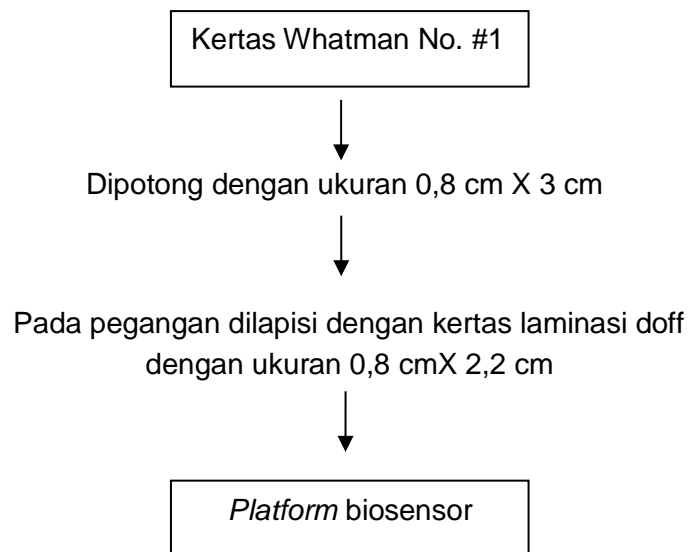 Kertas Whatman No. #1
Dipotong dengan ukuran 0,8 cm X 3 cm
Pada pegangan dilapisi dengan kertas laminasi doff
dengan ukuran 0,8 cmX 2,2 cm
Platform biosensor